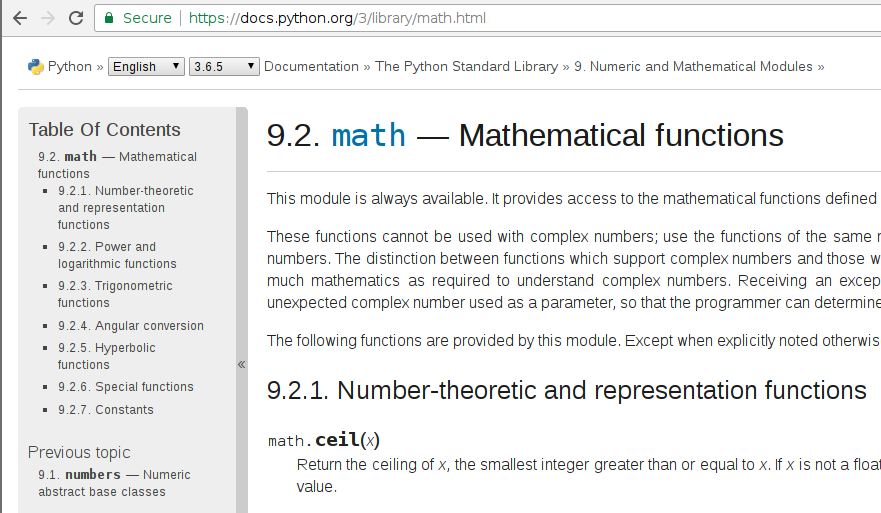 Secure | https://docs.python.org/3/library/math.html
Python » English 3.6.5 Documentation » The Python Standard Library » 9. Numeric and Mathematical Modules »
Table Of Contents
9.2. math — Mathematical
functions
9.2.1. Number-theoretic
and representation
functions
9.2.2. Power and
logarithmic functions
9.2.3. Trigonometric
functions
9.2.4. Angular conversion
9.2.5. Hyperbolic
functions
9.2.6. Special functions
9.2.7. Constants
Previous topic
9.1. numbers — Numeric
abstract base classes
«
9.2. math — Mathematical functions
This module is always available. It provides access to the mathematical functions defined
These functions cannot be used with complex numbers; use the functions of the same
numbers. The distinction between functions which support complex numbers and those
much mathematics as required to understand complex numbers. Receiving an
unexpected complex number used as a parameter, so that the programmer can determine
The following functions are provided by this module. Except when explicitly noted
9.2.1. Number-theoretic and representation functions
math.ceil(x)
Return the ceiling of x, the smallest integer greater than or equal to x. If x is not a
value.